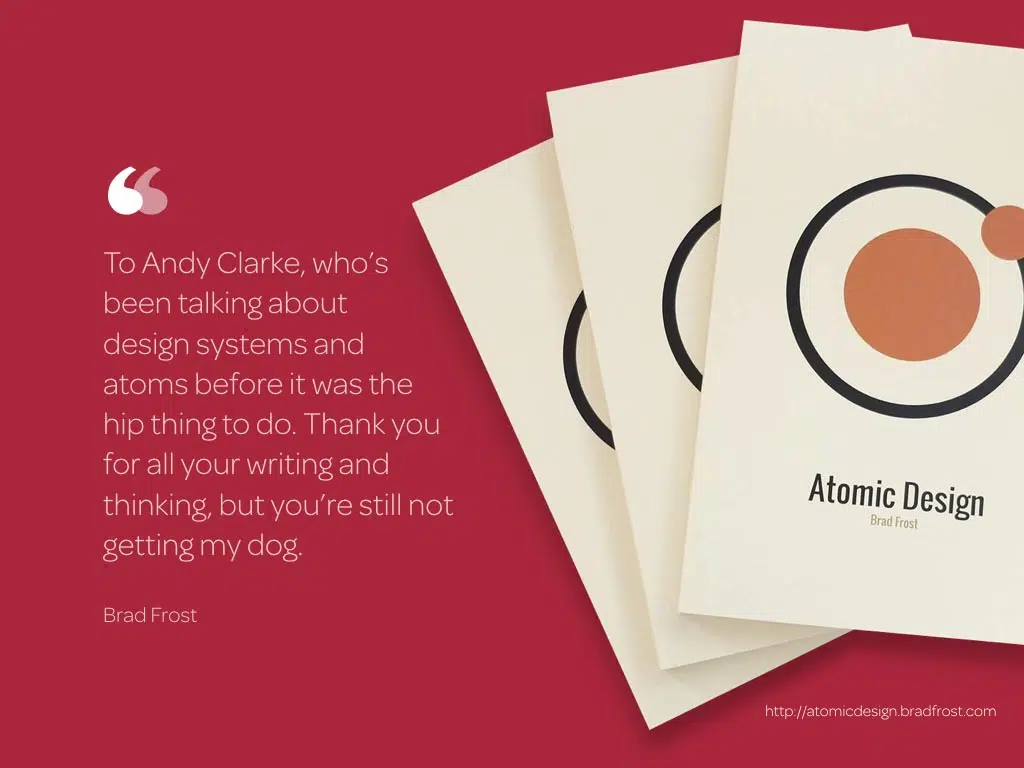 “
To Andy Clarke, who’s
been talking about
design systems and
atoms before it was the
hip thing to do. Thank you
for all your writing and
thinking, but you’re still not
getting my dog.
Brad Frost
Atomic Design
Brad Frost
http://atomicdesign.bradfrost.com